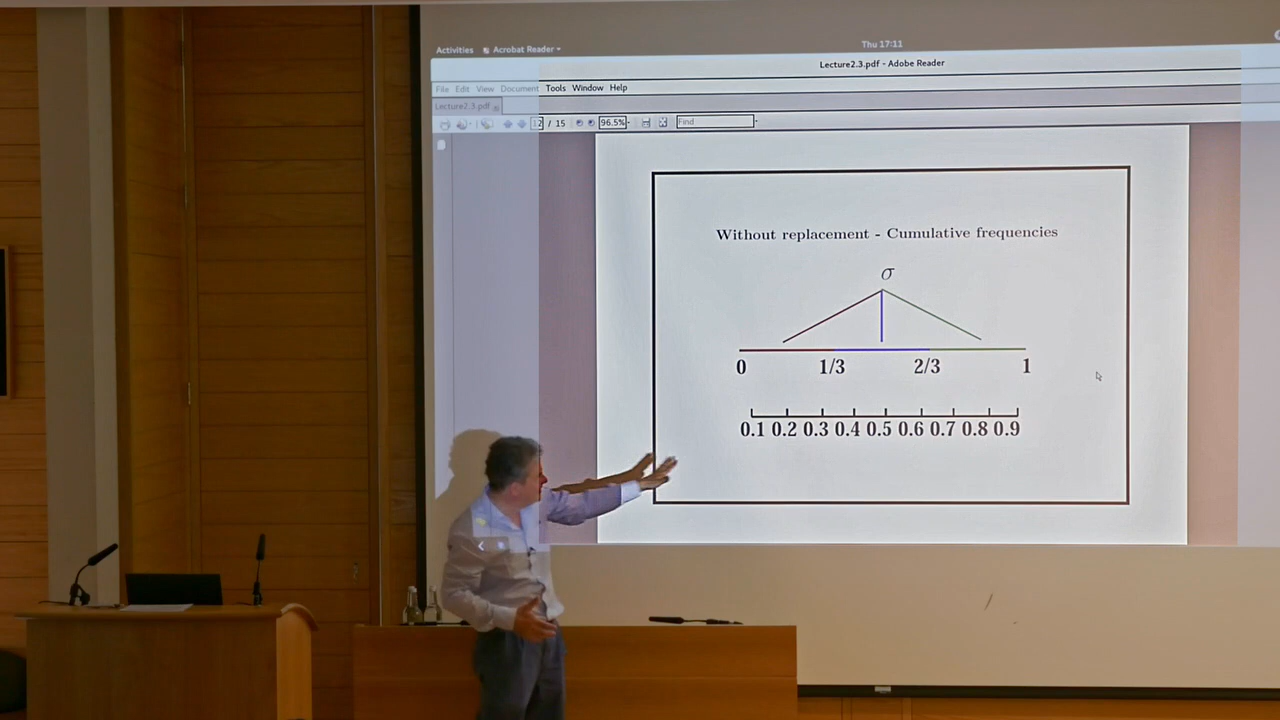 Activities Acrobat Reader Thu 17:11
Lecture2.3.pdf - Adobe Reader
File Edit View Document Tools Window Help
Lecture2.3.pdf
12 / 15 96.5% Find
Without replacement - Cumulative frequencies
σ
0 1/3 2/3 1
0.1 0.2 0.3 0.4 0.5 0.6 0.7 0.8 0.9